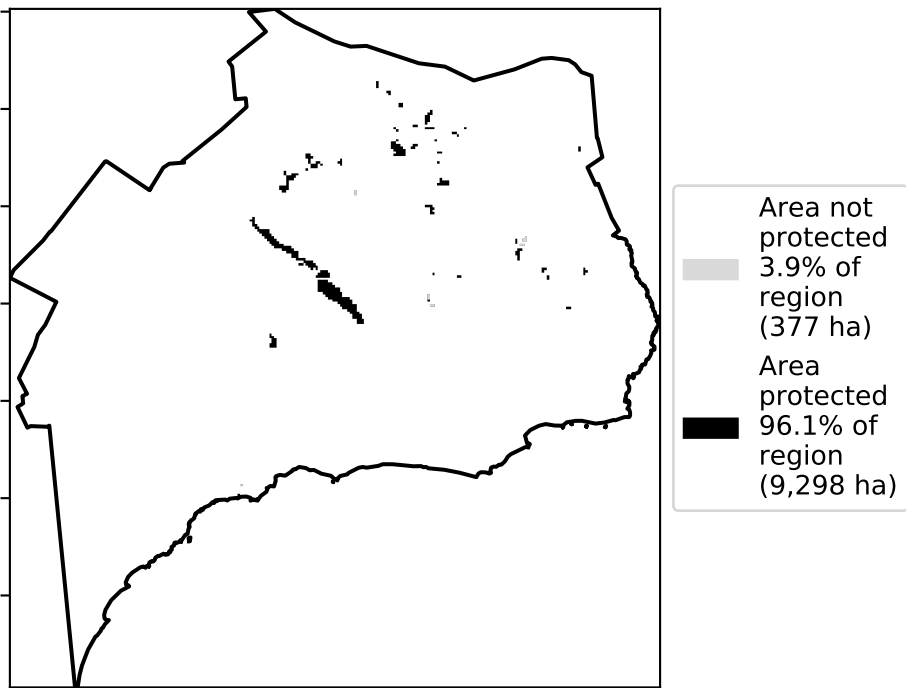 Area not
protected
3.9% of
region
(377 ha)
Area
protected
96.1% of
region
(9,298 ha)